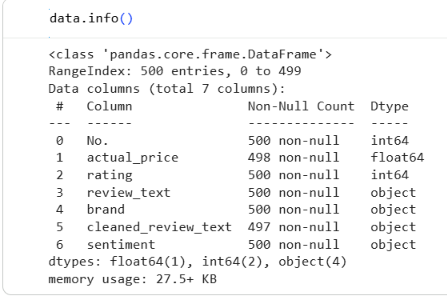 data.info()
<class 'pandas.core.frame.DataFrame'>
RangeIndex: 500 entries, 0 to 499
Data columns (total 7 columns):
 #   Column               Non-Null Count  Dtype
---  ------               --------------  -----
 0   No.                  500 non-null    int64
 1   actual_price         498 non-null    float64
 2   rating               500 non-null    int64
 3   review_text          500 non-null    object
 4   brand                500 non-null    object
 5   cleaned_review_text  497 non-null    object
 6   sentiment            500 non-null    object
dtypes: float64(1), int64(2), object(4)
memory usage: 27.5+ KB